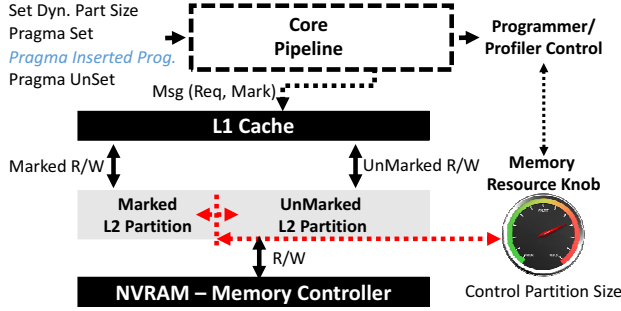 Set Dyn. Part Size
Pragma Set
Pragma Inserted Prog.
Pragma UnSet
Core
Pipeline
Programmer/
Profiler Control
Msg (Req, Mark)
L1 Cache
Marked R/W
UnMarked R/W
Memory
Resource Knob
Marked
L2 Partition
UnMarked
L2 Partition
R/W
NVRAM – Memory Controller
Control Partition Size